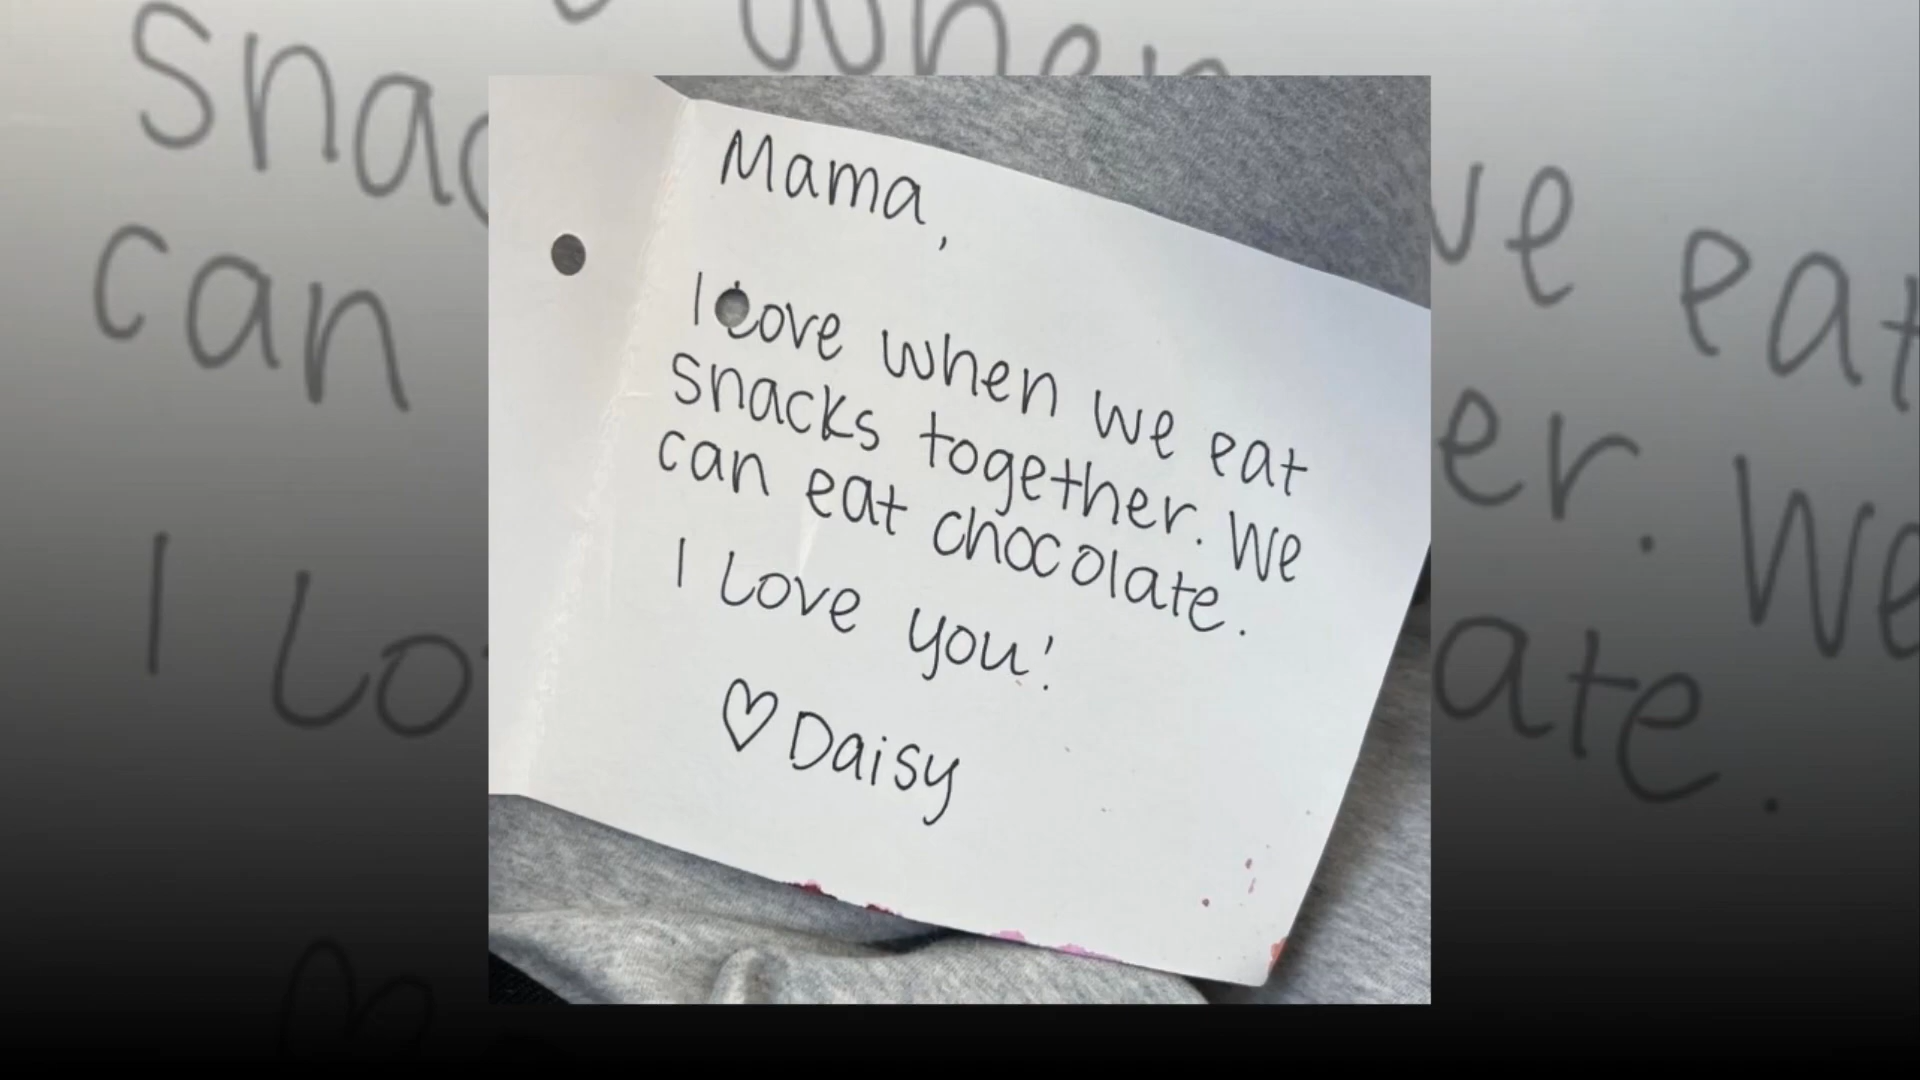 Mama,
I Love when we eat
snacks together. We
can eat chocolate.
I Love you!
♡ Daisy